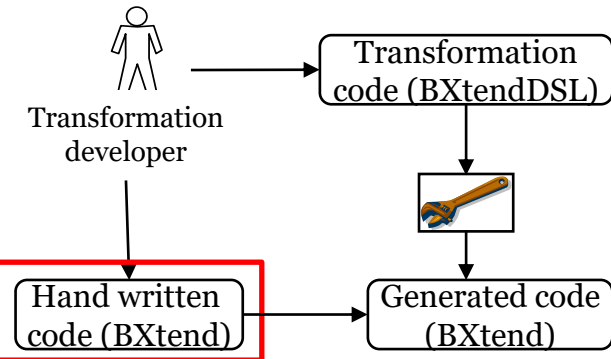 Transformation
code (BXtendDSL)
Transformation
developer
Hand written
code (BXtend)
Generated code
(BXtend)